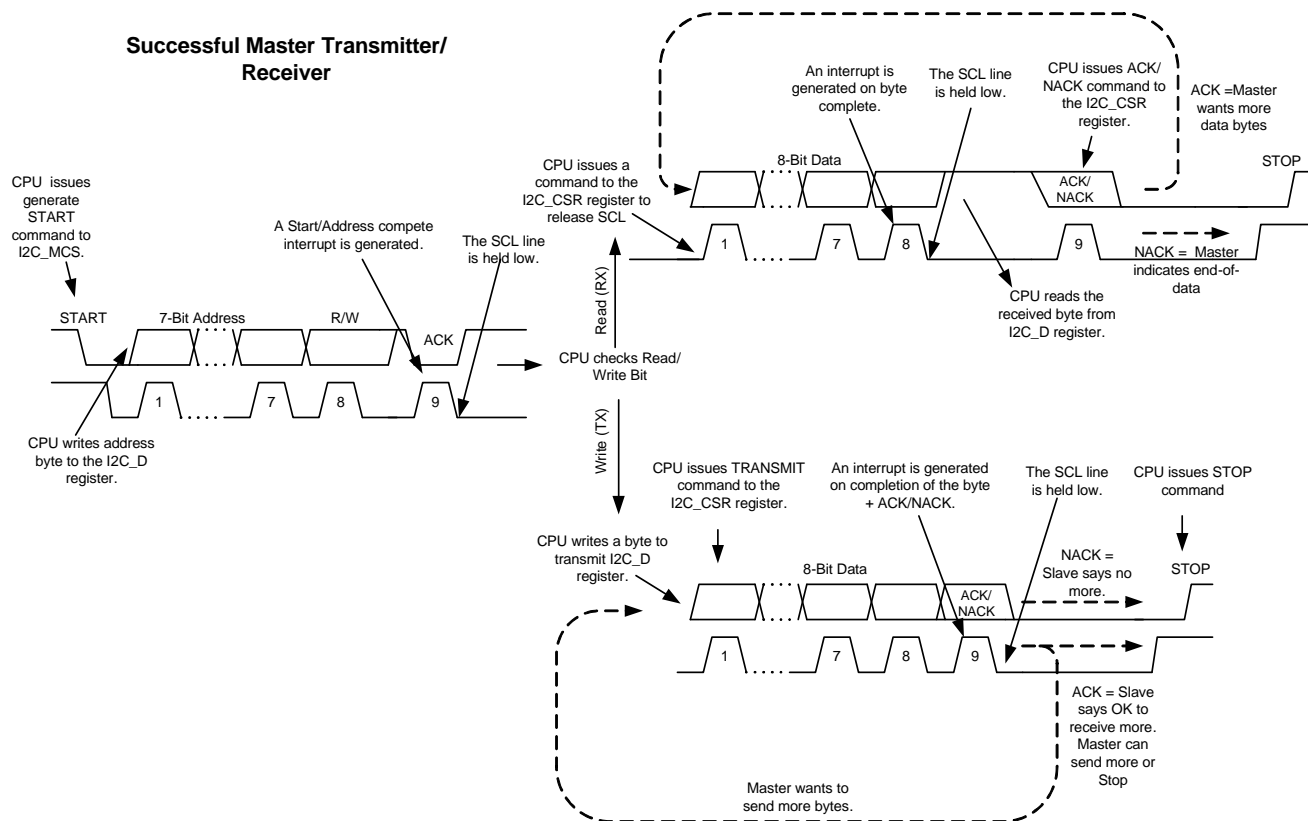 Successful Master Transmitter/
Receiver
CPU issues
generate
START
command to
I2C_MCS.
A Start/Address compete
interrupt is generated.
The SCL line
is held low.
START
7-Bit Address
R/W
ACK
1
7
8
9
CPU writes address
byte to the I2C_D
register.
CPU checks Read/
Write Bit
Read (RX)
Write (TX)
CPU issues a
command to the
I2C_CSR register to
release SCL
An interrupt is
generated on byte
complete.
The SCL line
is held low.
CPU issues ACK/
NACK command to
the I2C_CSR
register.
ACK =Master
wants more
data bytes
8-Bit Data
ACK/
NACK
STOP
1
7
8
9
NACK = Master
indicates end-of-
data
CPU reads the
received byte from
I2C_D register.
CPU issues TRANSMIT
command to the
I2C_CSR register.
An interrupt is generated
on completion of the byte
+ ACK/NACK.
The SCL line
is held low.
CPU issues STOP
command
CPU writes a byte to
transmit I2C_D
register.
8-Bit Data
ACK/
NACK
NACK =
Slave says no
more.
STOP
1
7
8
9
ACK = Slave
says OK to
receive more.
Master can
send more or
Stop
Master wants to
send more bytes.